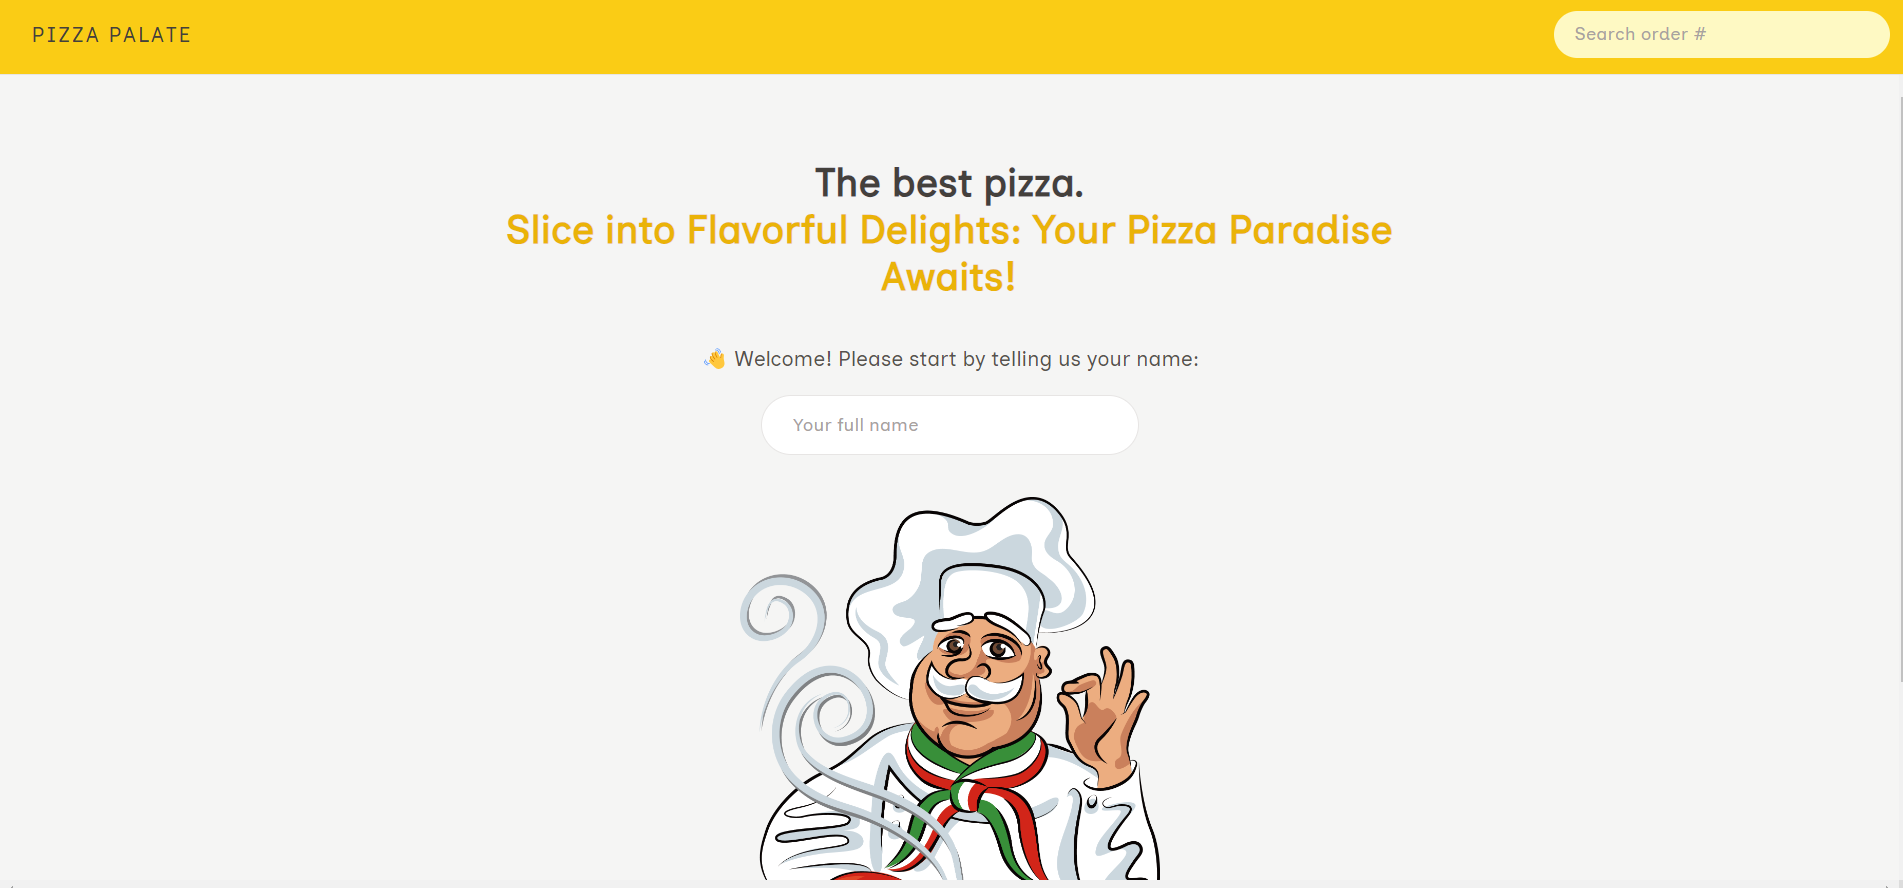 PIZZA PALATE
Search order #
The best pizza.
Slice into Flavorful Delights: Your Pizza Paradise
Awaits!
👋 Welcome! Please start by telling us your name:
Your full name